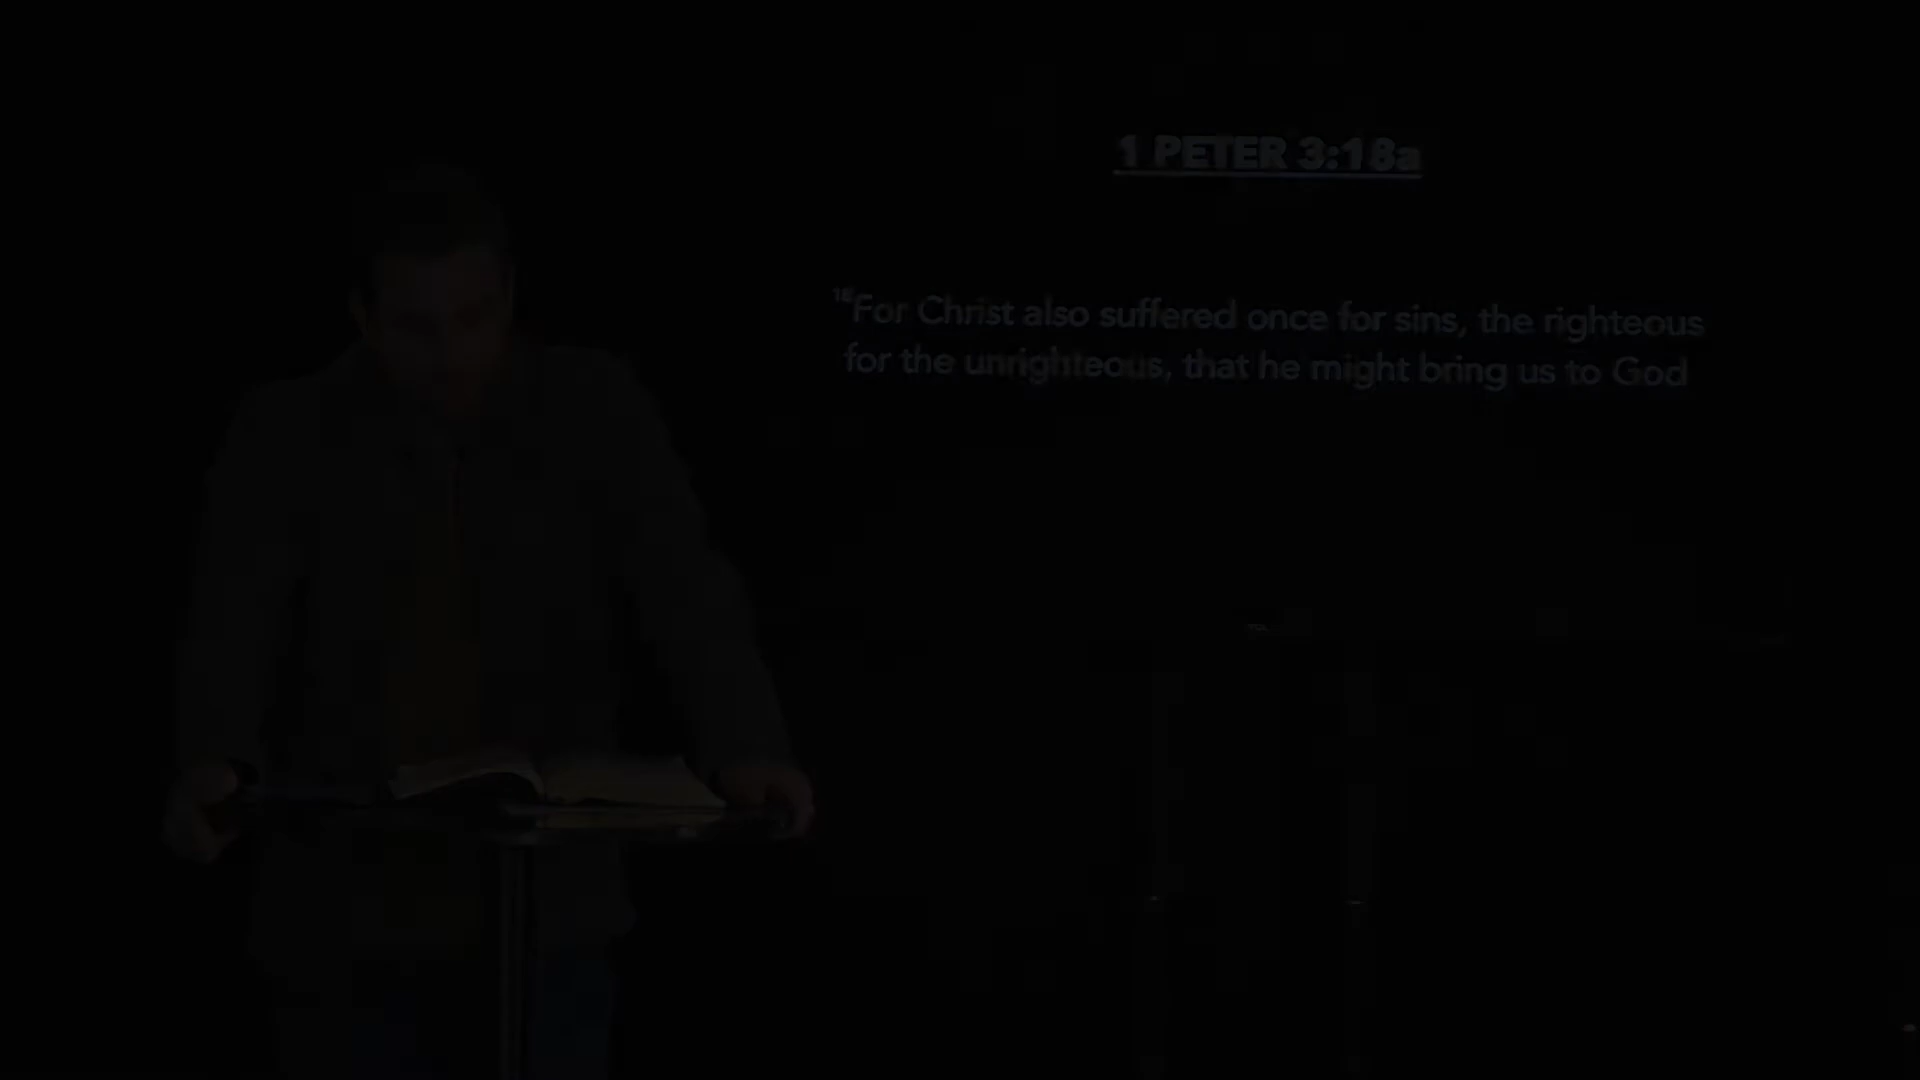 1 PETER 3:18a
18For Christ also suffered once for sins, the righteous
for the unrighteous, that he might bring us to God